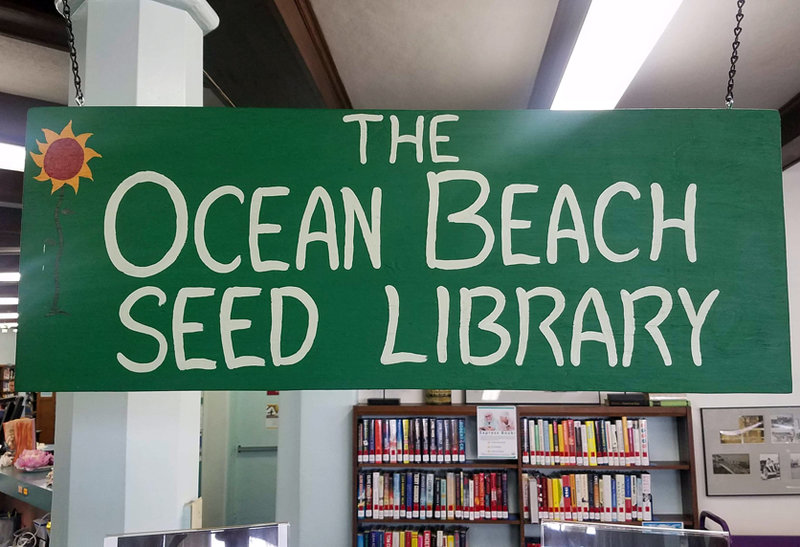 THE
OCEAN BEACH
SEED LIBRARY